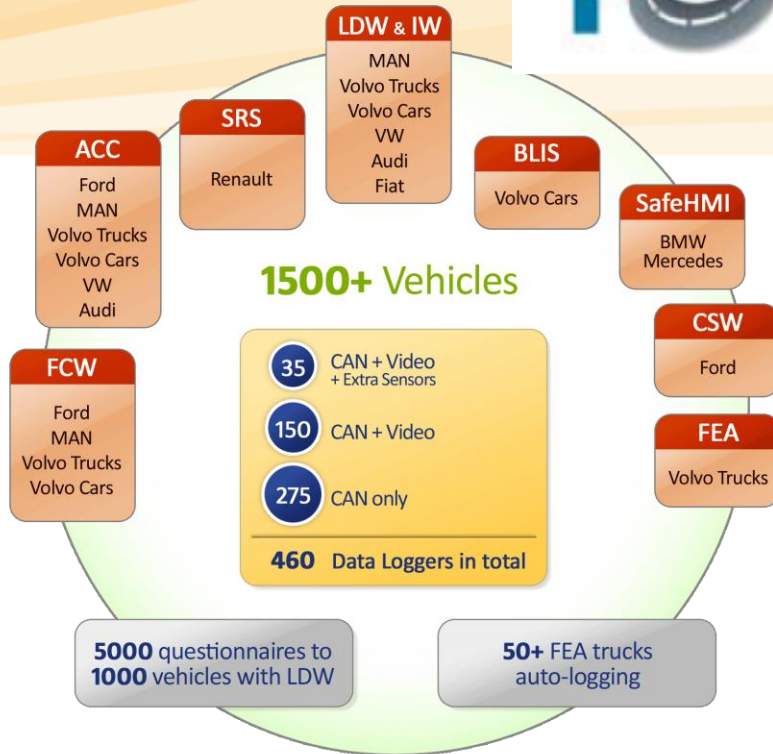 LDW & IW
MAN
Volvo Trucks
Volvo Cars
VW
Audi
Fiat
SRS
Renault
ACC
Ford
MAN
Volvo Trucks
Volvo Cars
VW
Audi
BLIS
Volvo Cars
SafeHMI
BMW
Mercedes
FCW
Ford
MAN
Volvo Trucks
Volvo Cars
CSW
Ford
FEA
Volvo Trucks
1500+ Vehicles
35 CAN + Video
+ Extra Sensors
150 CAN + Video
275 CAN only
460 Data Loggers in total
5000 questionnaires to
1000 vehicles with LDW
50+ FEA trucks
auto-logging